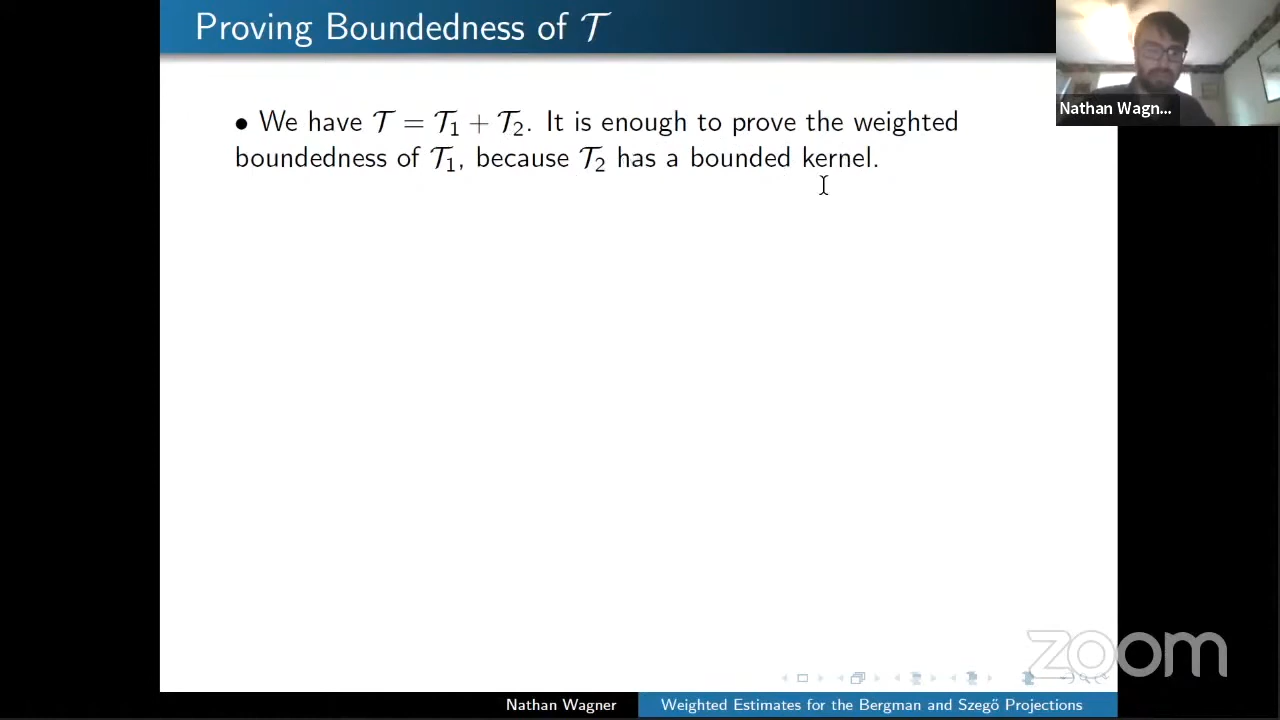 Proving Boundedness of 𝒯
Nathan Wagn...
• We have 𝒯 = 𝒯₁ + 𝒯₂. It is enough to prove the weighted
boundedness of 𝒯₁, because 𝒯₂ has a bounded kernel.
zoom
Nathan Wagner
Weighted Estimates for the Bergman and Szegő Projections